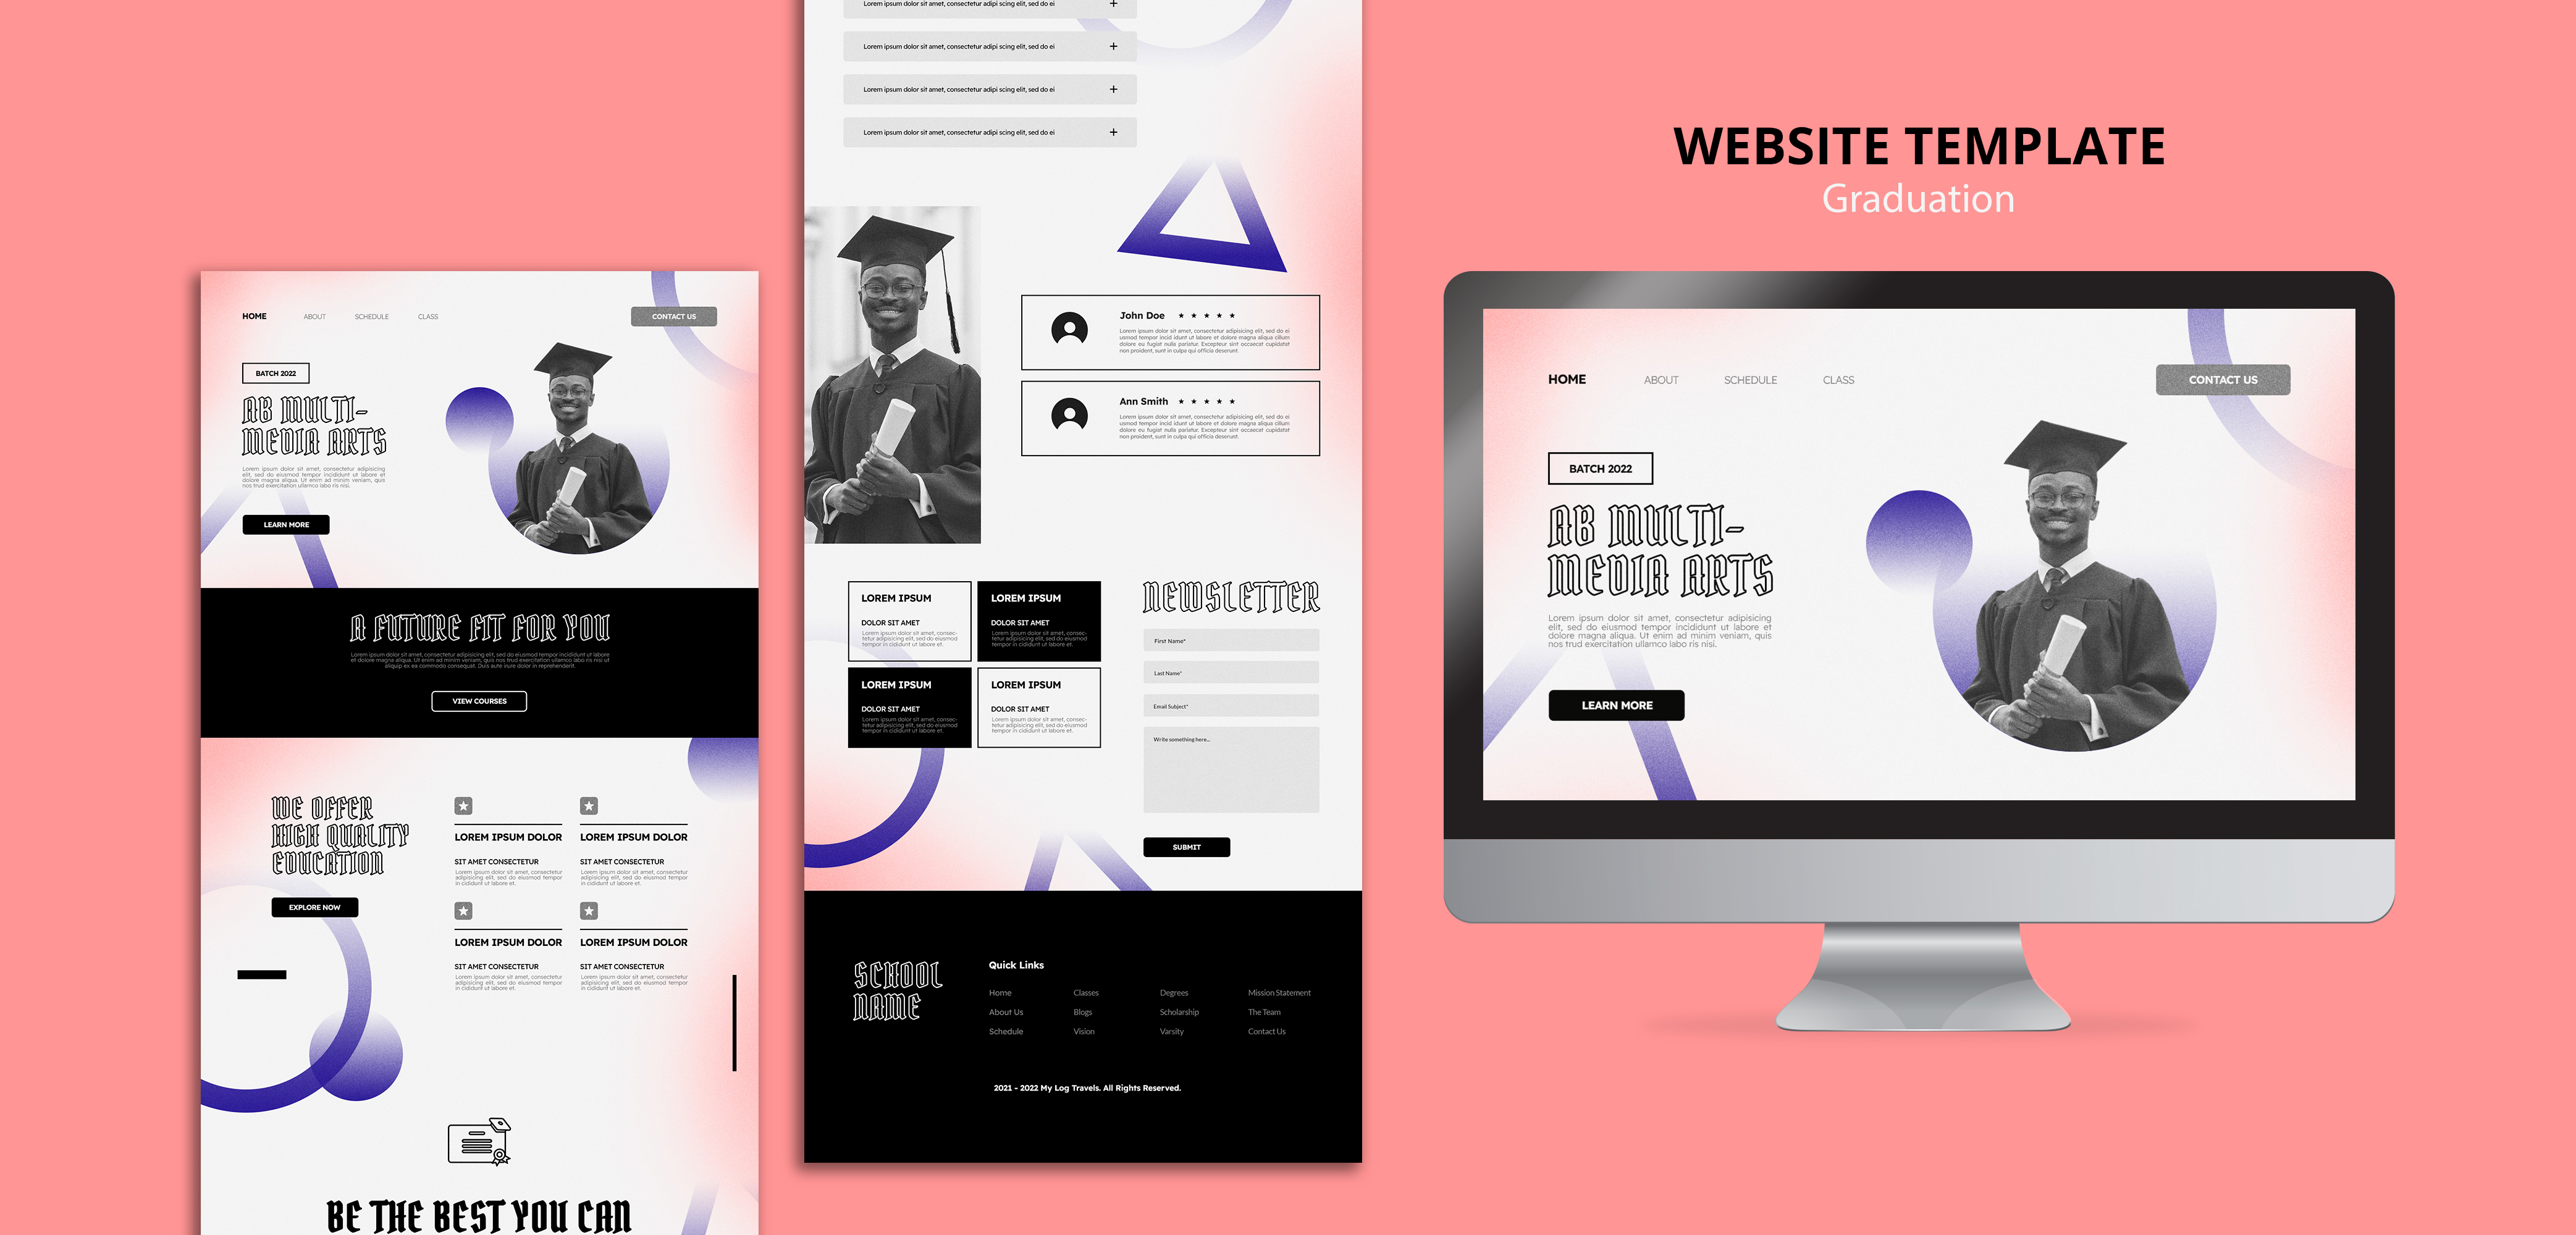 HOME ABOUT SCHEDULE CLASS CONTACT US
BATCH 2022
AB MULTI-
MEDIA ARTS
Lorem ipsum dolor sit amet, consectetur adipisicing
elit, sed do eiusmod tempor incididunt ut labore et
dolore magna aliqua. Ut enim ad minim veniam, quis
nos trud exercitation ullamco labo ris nisi.
LEARN MORE
A FUTURE FIT FOR YOU
Lorem ipsum dolor sit amet, consectetur adipisicing elit, sed do eiusmod tempor incididunt ut labore
et dolore magna aliqua. Ut enim ad minim veniam, quis nos trud exercitation ullamco labo ris nisi ut
aliquip ex ea commodo consequat. Duis aute irure dolor in reprehenderit.
VIEW COURSES
WE OFFER
HIGH QUALITY
EDUCATION
EXPLORE NOW
LOREM IPSUM DOLOR
SIT AMET CONSECTETUR
Lorem ipsum dolor sit amet, consectetur
adipisicing elit, sed do eiusmod tempor
in cididunt ut labore et.
LOREM IPSUM DOLOR
SIT AMET CONSECTETUR
Lorem ipsum dolor sit amet, consectetur
adipisicing elit, sed do eiusmod tempor
in cididunt ut labore et.
LOREM IPSUM DOLOR
SIT AMET CONSECTETUR
Lorem ipsum dolor sit amet, consectetur
adipisicing elit, sed do eiusmod tempor
in cididunt ut labore et.
LOREM IPSUM DOLOR
SIT AMET CONSECTETUR
Lorem ipsum dolor sit amet, consectetur
adipisicing elit, sed do eiusmod tempor
in cididunt ut labore et.
BE THE BEST YOU CAN
Lorem ipsum dolor sit amet, consectetur adipi scing elit, sed do ei +
Lorem ipsum dolor sit amet, consectetur adipi scing elit, sed do ei +
Lorem ipsum dolor sit amet, consectetur adipi scing elit, sed do ei +
Lorem ipsum dolor sit amet, consectetur adipi scing elit, sed do ei +
John Doe ★ ★ ★ ★ ★
Lorem ipsum dolor sit amet, consectetur adipisicing elit, sed do ei
usmod tempor incid idunt ut labore et dolore magna aliqua cillum
dolore eu fugiat nulla pariatur. Excepteur sint occaecat cupidatat
non proident, sunt in culpa qui officia deserunt.
Ann Smith ★ ★ ★ ★ ★
Lorem ipsum dolor sit amet, consectetur adipisicing elit, sed do ei
usmod tempor incid idunt ut labore et dolore magna aliqua cillum
dolore eu fugiat nulla pariatur. Excepteur sint occaecat cupidatat
non proident, sunt in culpa qui officia deserunt.
LOREM IPSUM
DOLOR SIT AMET
Lorem ipsum dolor sit amet, consec-
tetur adipisicing elit, sed do eiusmod
tempor in cididunt ut labore et.
LOREM IPSUM
DOLOR SIT AMET
Lorem ipsum dolor sit amet, consec-
tetur adipisicing elit, sed do eiusmod
tempor in cididunt ut labore et.
LOREM IPSUM
DOLOR SIT AMET
Lorem ipsum dolor sit amet, consec-
tetur adipisicing elit, sed do eiusmod
tempor in cididunt ut labore et.
LOREM IPSUM
DOLOR SIT AMET
Lorem ipsum dolor sit amet, consec-
tetur adipisicing elit, sed do eiusmod
tempor in cididunt ut labore et.
NEWSLETTER
First Name*
Last Name*
Email Subject*
Write something here...
SUBMIT
SCHOOL
NAME
Quick Links
Home Classes Degrees Mission Statement
About Us Blogs Scholarship The Team
Schedule Vision Varsity Contact Us
2021 - 2022 My Log Travels. All Rights Reserved.
WEBSITE TEMPLATE
Graduation
HOME ABOUT SCHEDULE CLASS CONTACT US
BATCH 2022
AB MULTI-
MEDIA ARTS
Lorem ipsum dolor sit amet, consectetur adipisicing
elit, sed do eiusmod tempor incididunt ut labore et
dolore magna aliqua. Ut enim ad minim veniam, quis
nos trud exercitation ullamco labo ris nisi.
LEARN MORE